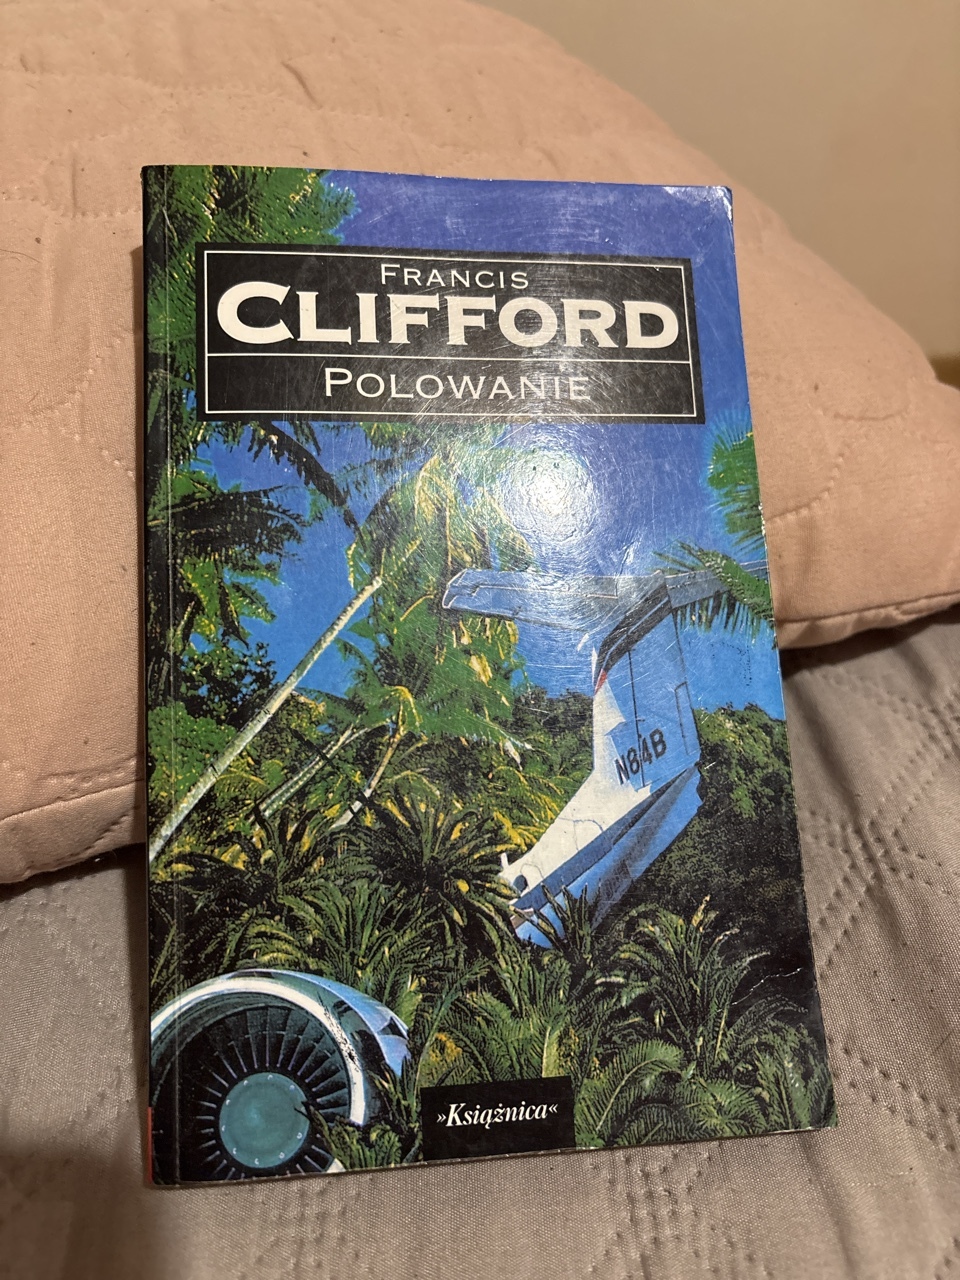 FRANCIS
CLIFFORD
POLOWANIE
N84B
»Książnica«